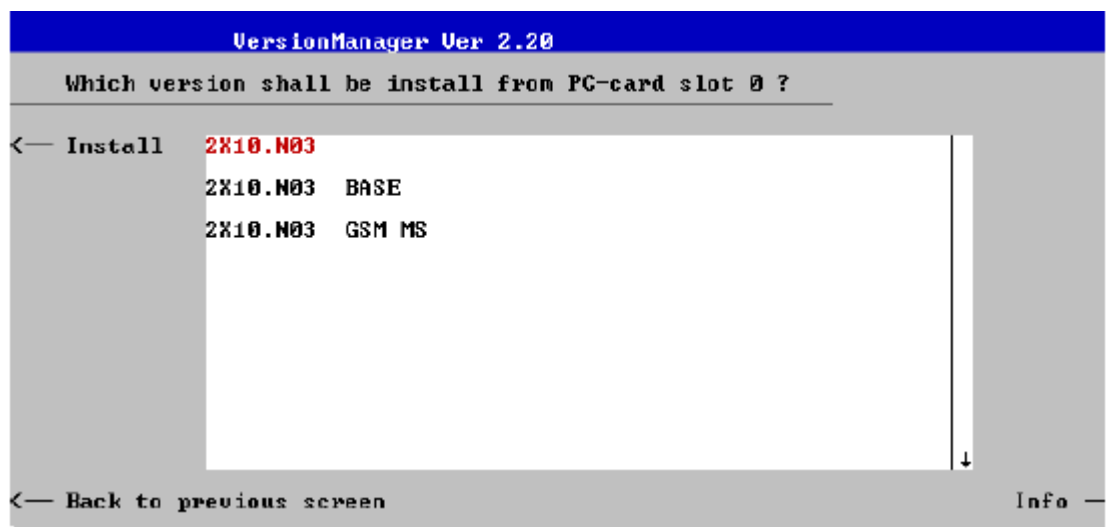 VersionManager Ver 2.20
Which version shall be install from PC-card slot 0 ?
<— Install 2X10.N03
2X10.N03 BASE
2X10.N03 GSM MS
↓
<— Back to previous screen Info —